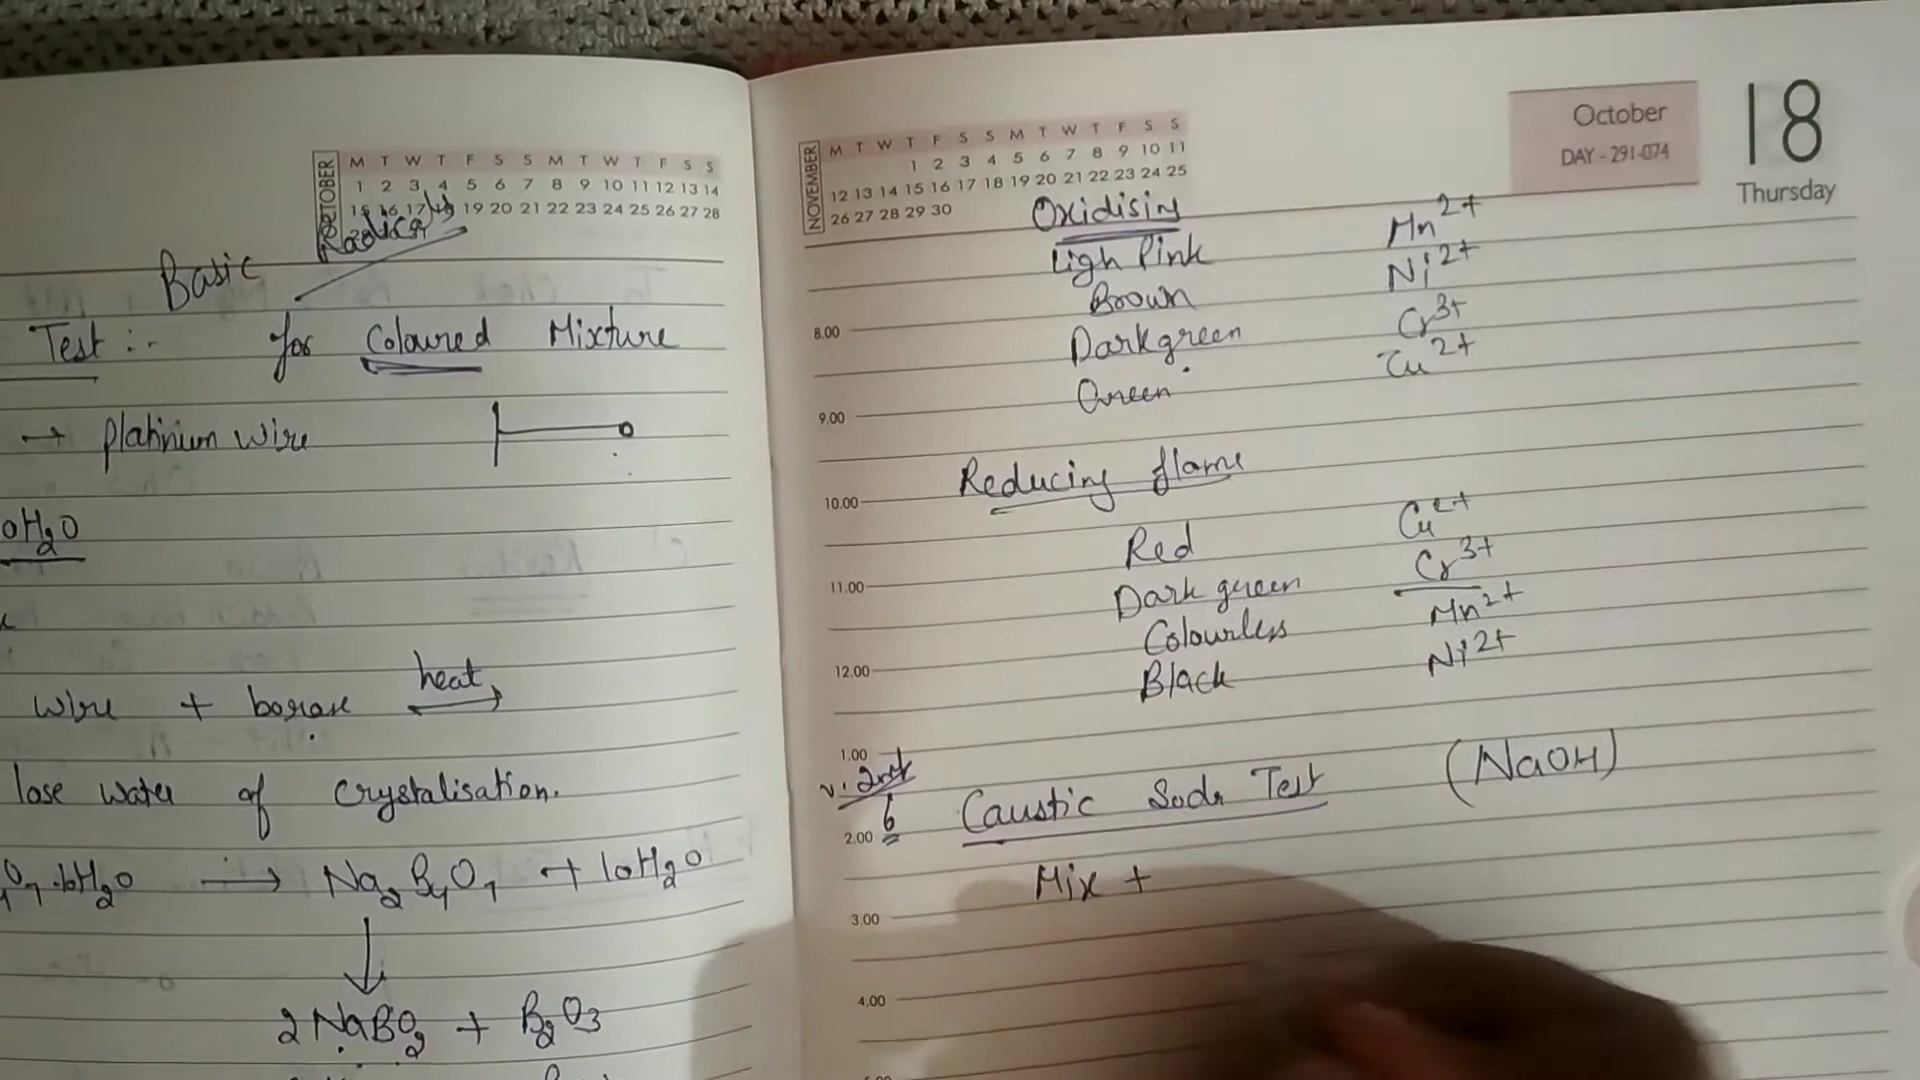 OCTOBER
M T W T F S S M T W T F S S
1 2 3 4 5 6 7 8 9 10 11 12 13 14
15 16 17 18 19 20 21 22 23 24 25 26 27 28
Basic Radicals
Test :- for Coloured Mixture
→ Platinium Wire
0H2O
Wire + borax heat →
lose water of Crystalisation.
O7.10H2O → Na2B4O7 + 10H2O
↓
2NaBO2 + B2O3
October
18
DAY - 291-074
Thursday
NOVEMBER
M T W T F S S M T W T F S S
1 2 3 4 5 6 7 8 9 10 11
12 13 14 15 16 17 18 19 20 21 22 23 24 25
26 27 28 29 30
Oxidising
Ligh Pink Mn2+
Brown Ni2+
8.00
Darkgreen Cr3+
Green Cu2+
9.00
Reducing flame
10.00
Red Cu2+
11.00
Dark green Cr3+
Colourless Mn2+
12.00
Black Ni2+
1.00
6 Caustic Soda Test (NaOH)
2.00
Mix +
3.00
4.00